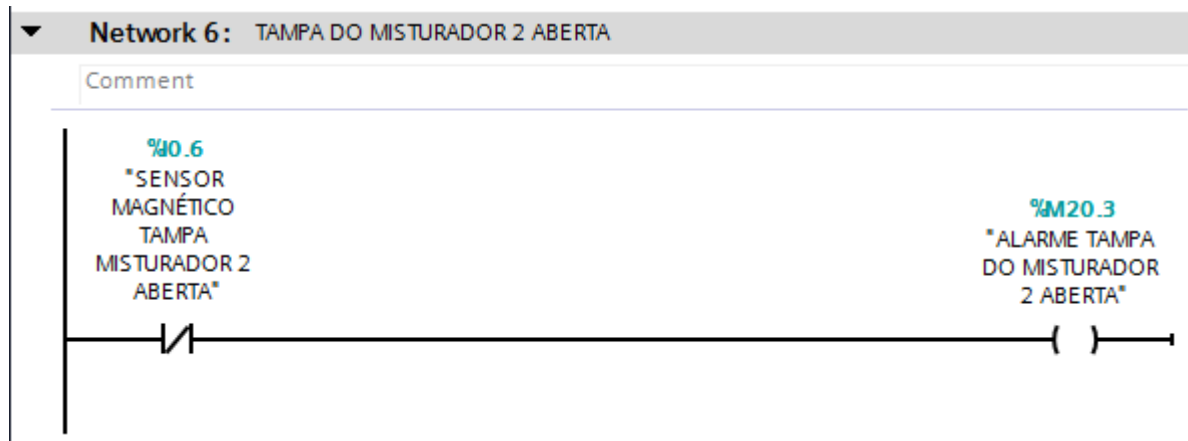 Network 6: TAMPA DO MISTURADOR 2 ABERTA
Comment
%I0.6
"SENSOR
MAGNÉTICO
TAMPA
MISTURADOR 2
ABERTA"
%M20.3
"ALARME TAMPA
DO MISTURADOR
2 ABERTA"